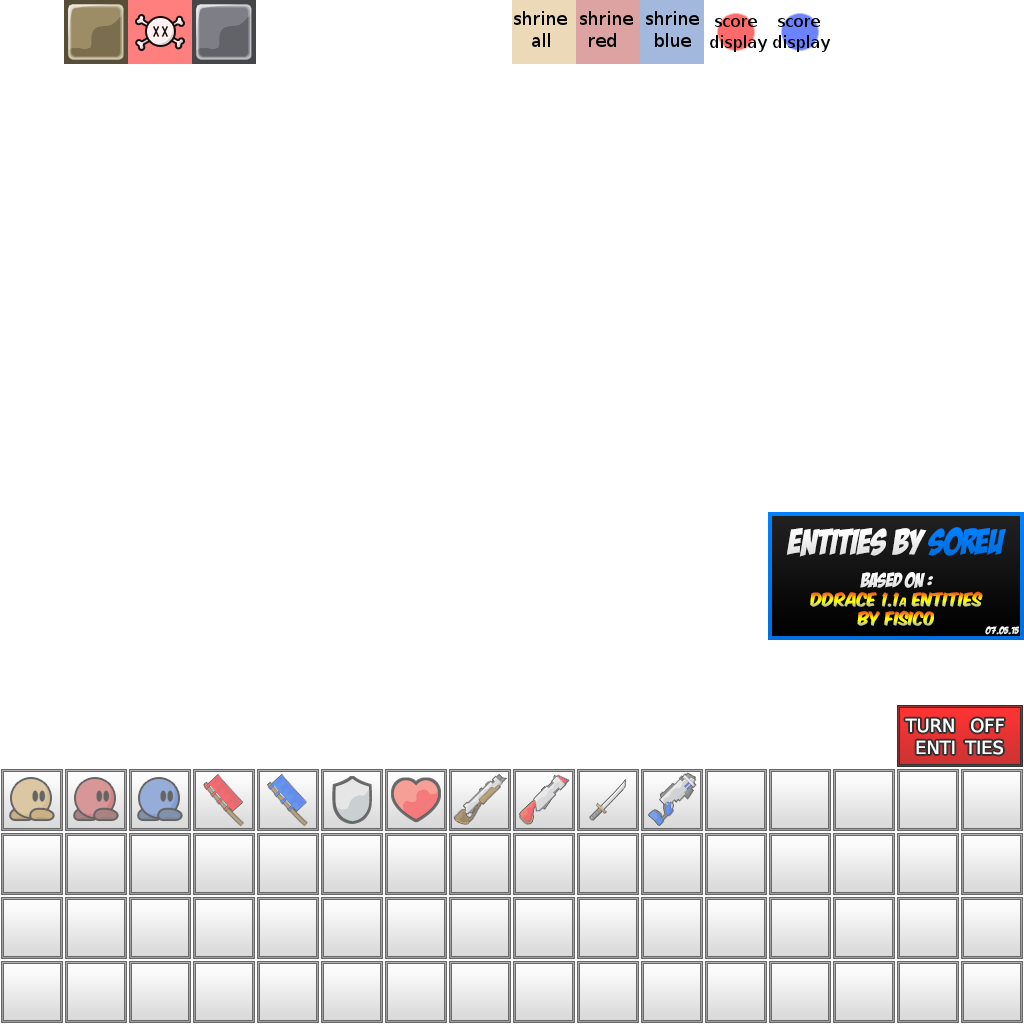 shrine all
shrine red
shrine blue
score display
score display
ENTITIES BY SOREU
BASED ON :
DDRACE 1.1A ENTITIES
BY FISICO
07.05.15
TURN OFF
ENTI TIES